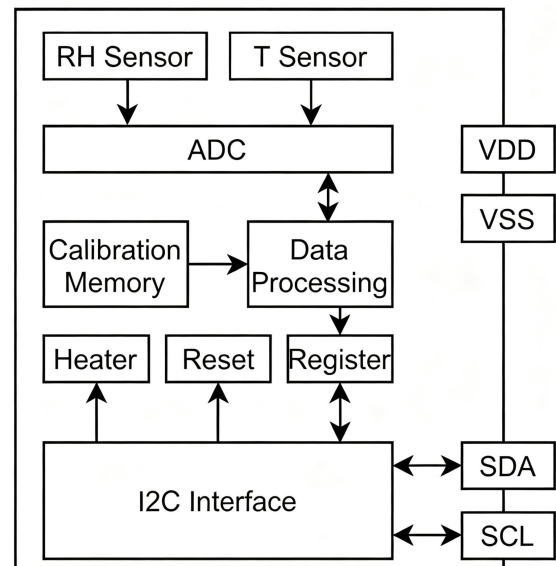 RH Sensor
T Sensor
ADC
VDD
VSS
Calibration
Memory
Data
Processing
Heater
Reset
Register
I2C Interface
SDA
SCL